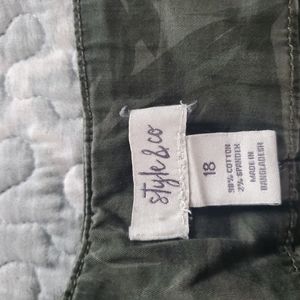 style&co
18
98% COTTON
2% SPANDEX
MADE IN
BANGLADESH